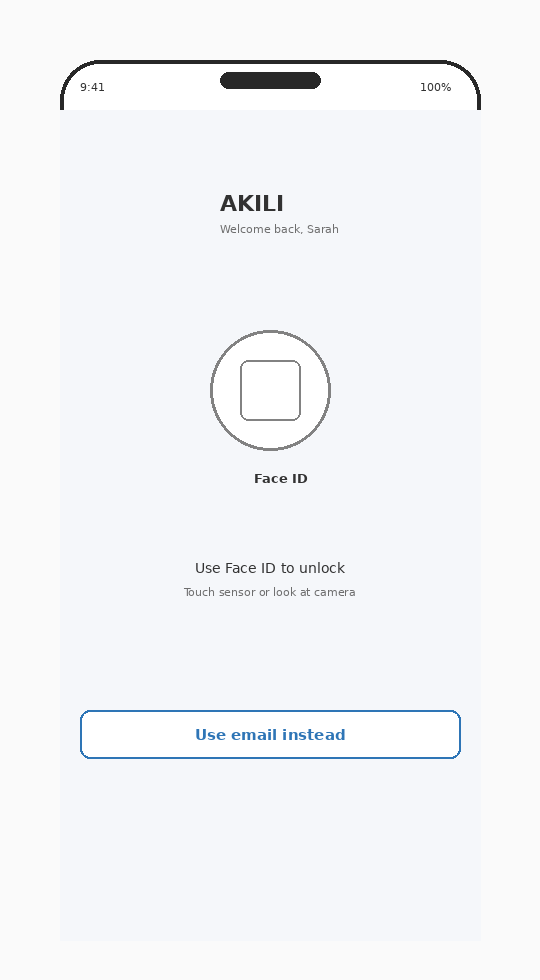 9:41 100%
AKILI
Welcome back, Sarah
Face ID
Use Face ID to unlock
Touch sensor or look at camera
Use email instead